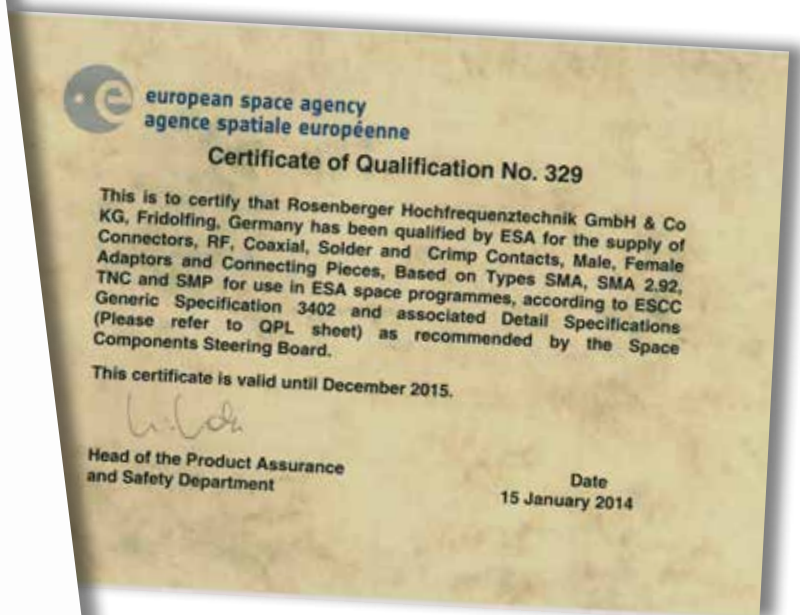 european space agency
agence spatiale européenne
Certificate of Qualification No. 329
This is to certify that Rosenberger Hochfrequenztechnik GmbH & Co
KG, Fridolfing, Germany has been qualified by ESA for the supply of
Connectors, RF, Coaxial, Solder and Crimp Contacts, Male, Female
Adaptors and Connecting Pieces, Based on Types SMA, SMA 2.92,
TNC and SMP for use in ESA space programmes, according to ESCC
Generic Specification 3402 and associated Detail Specifications
(Please refer to QPL sheet) as recommended by the Space
Components Steering Board.
This certificate is valid until December 2015.
Head of the Product Assurance
and Safety Department
Date
15 January 2014